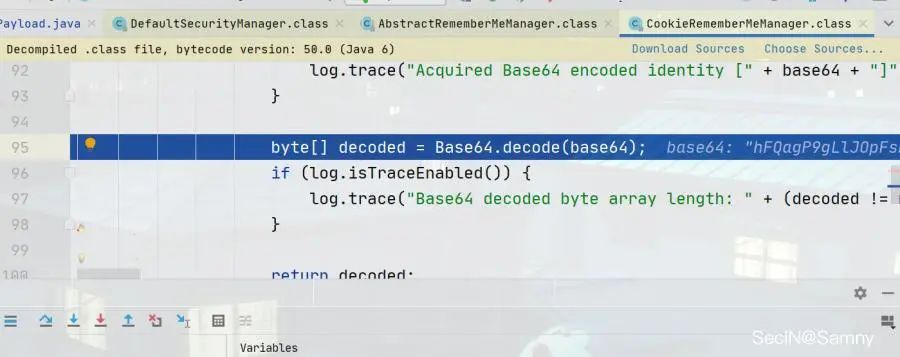 Payload.java DefaultSecurityManager.class AbstractRememberMeManager.class CookieRememberMeManager.class
Decompiled .class file, bytecode version: 50.0 (Java 6) Download Sources Choose Sources...
92 log.trace("Acquired Base64 encoded identity [" + base64 + "]"
93 }
94
95 byte[] decoded = Base64.decode(base64); base64: "hFQagP9gLlJOpFs
96 if (log.isTraceEnabled()) {
97 log.trace("Base64 decoded byte array length: " + (decoded !=
98 }
99
100 return decoded;
SecIN@Samny
Variables